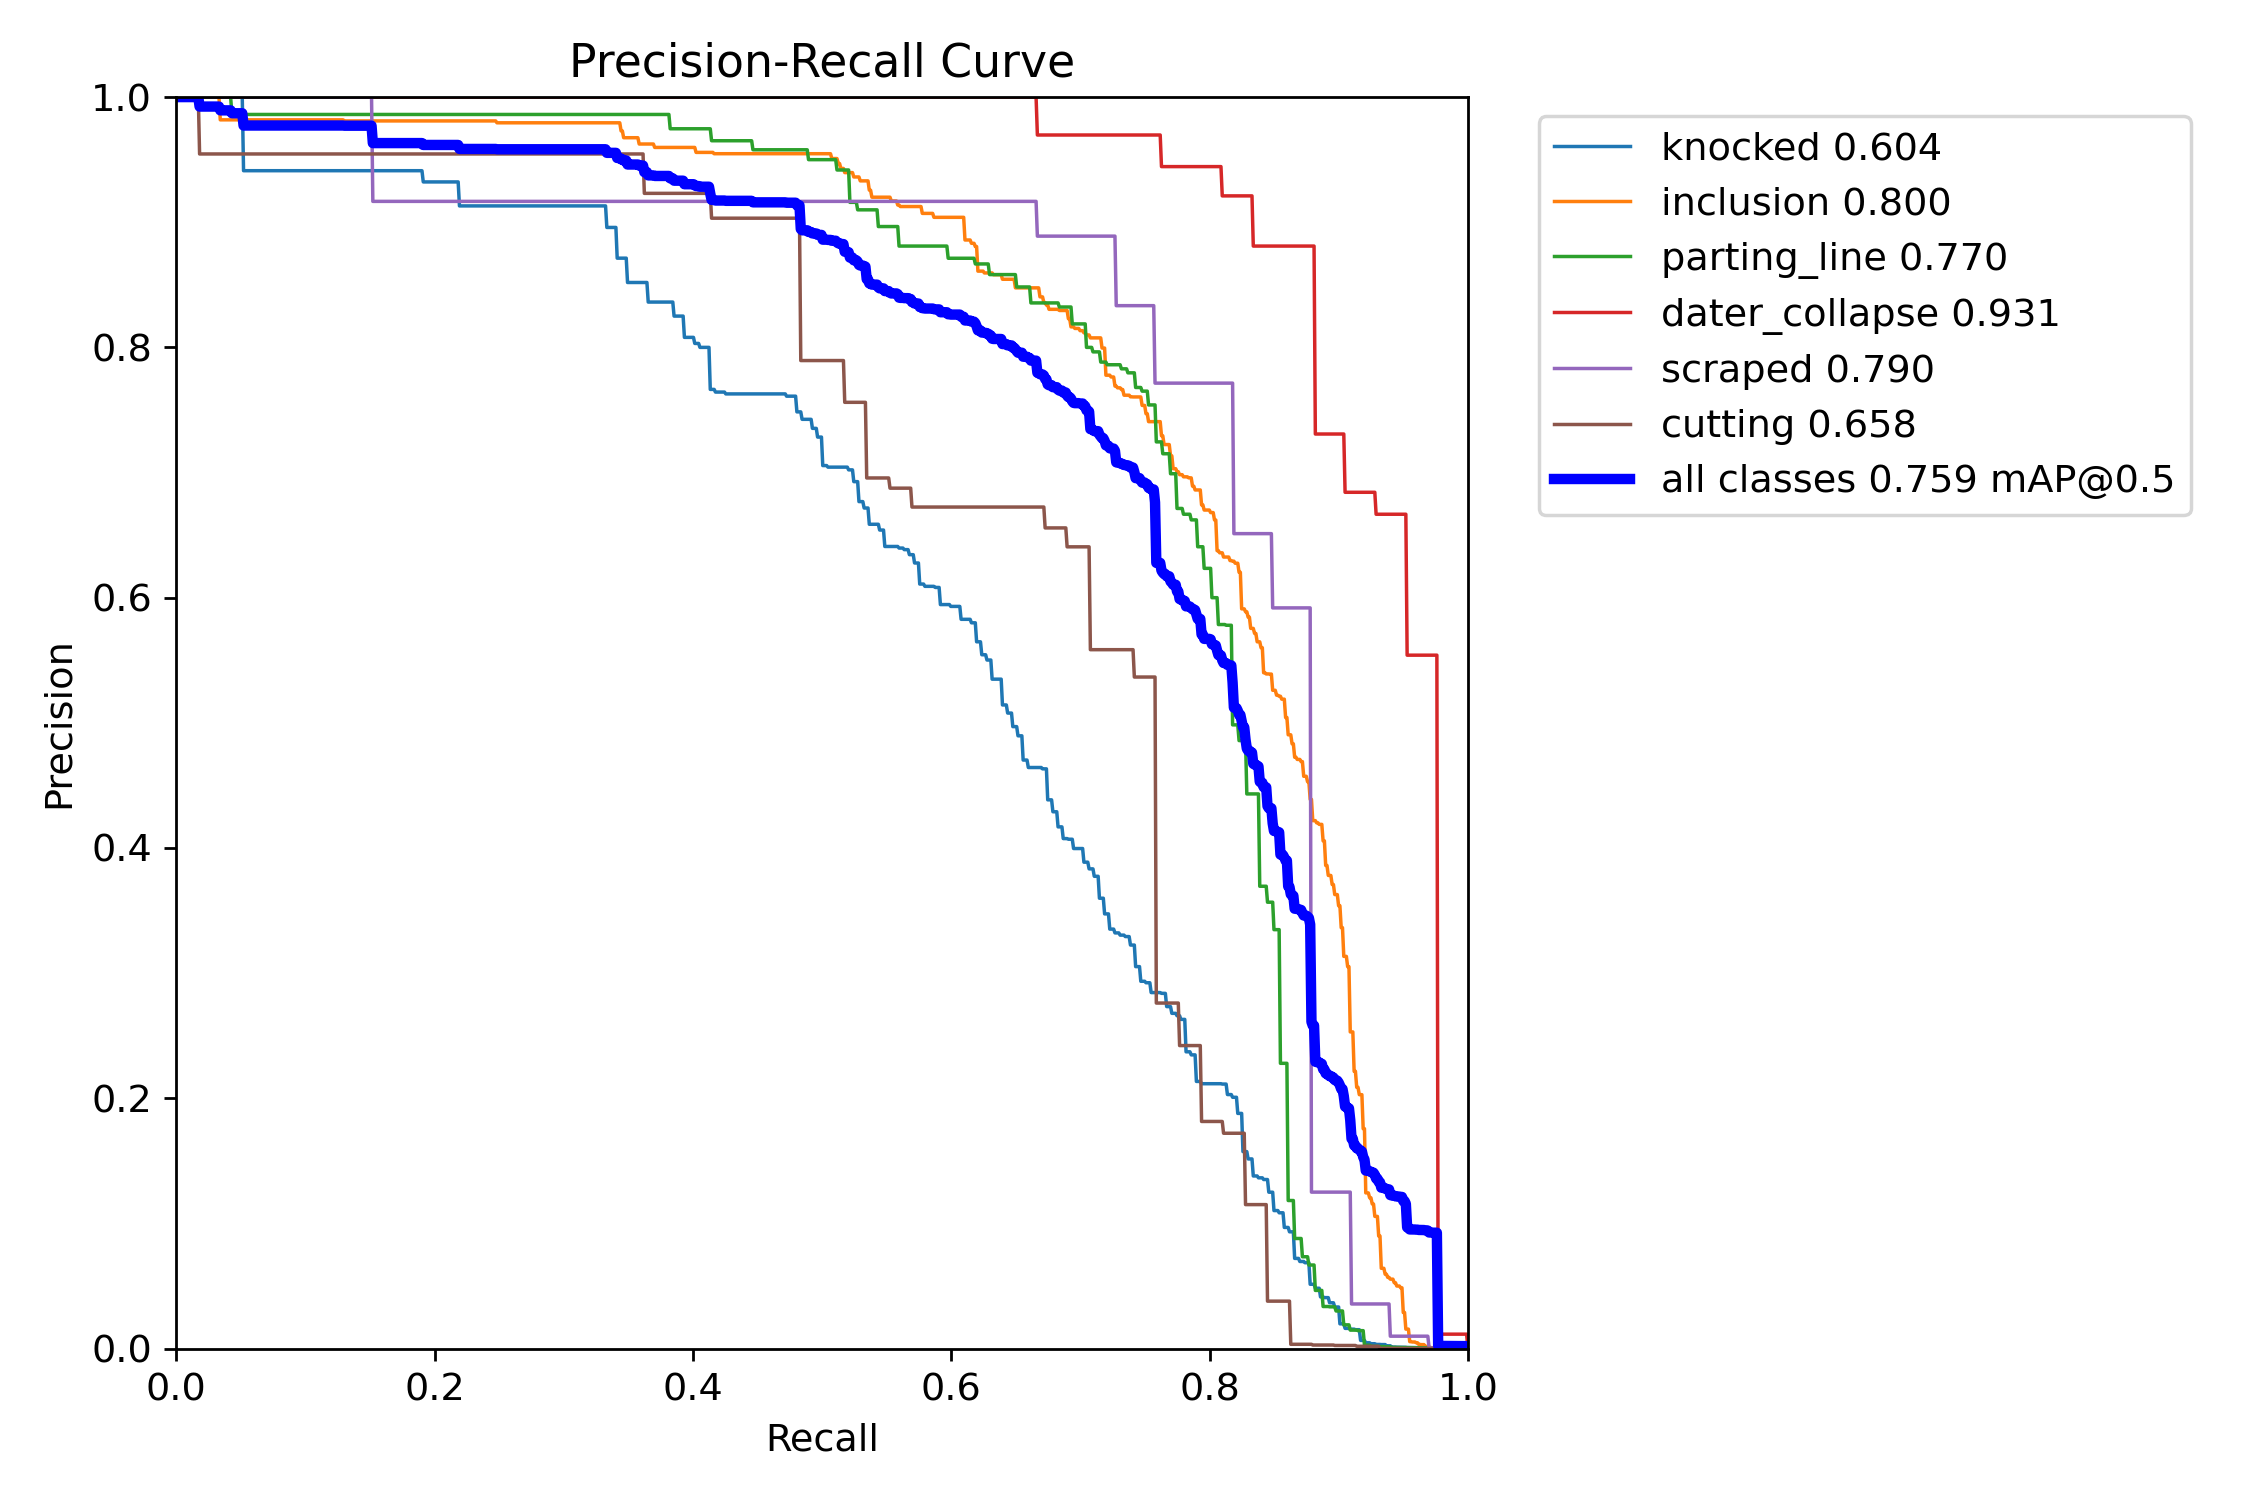 Precision-Recall Curve
1.0
0.8
0.6
0.4
0.2
0.0
Precision
0.0 0.2 0.4 0.6 0.8 1.0
Recall
knocked 0.604
inclusion 0.800
parting_line 0.770
dater_collapse 0.931
scraped 0.790
cutting 0.658
all classes 0.759 mAP@0.5